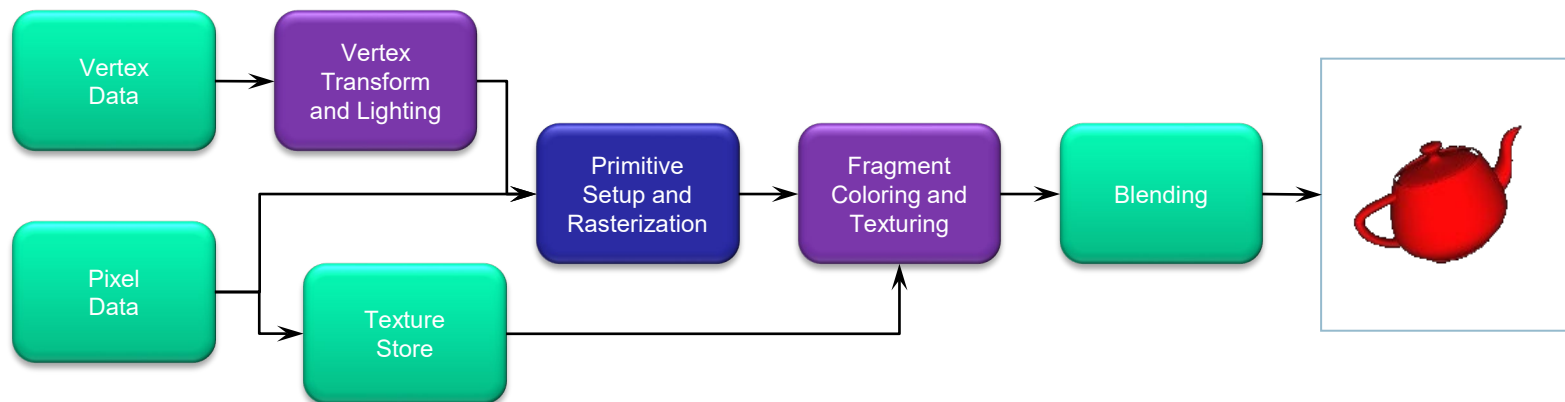 Vertex
Data
Vertex
Transform
and Lighting
Primitive
Setup and
Rasterization
Fragment
Coloring and
Texturing
Blending
Pixel
Data
Texture
Store